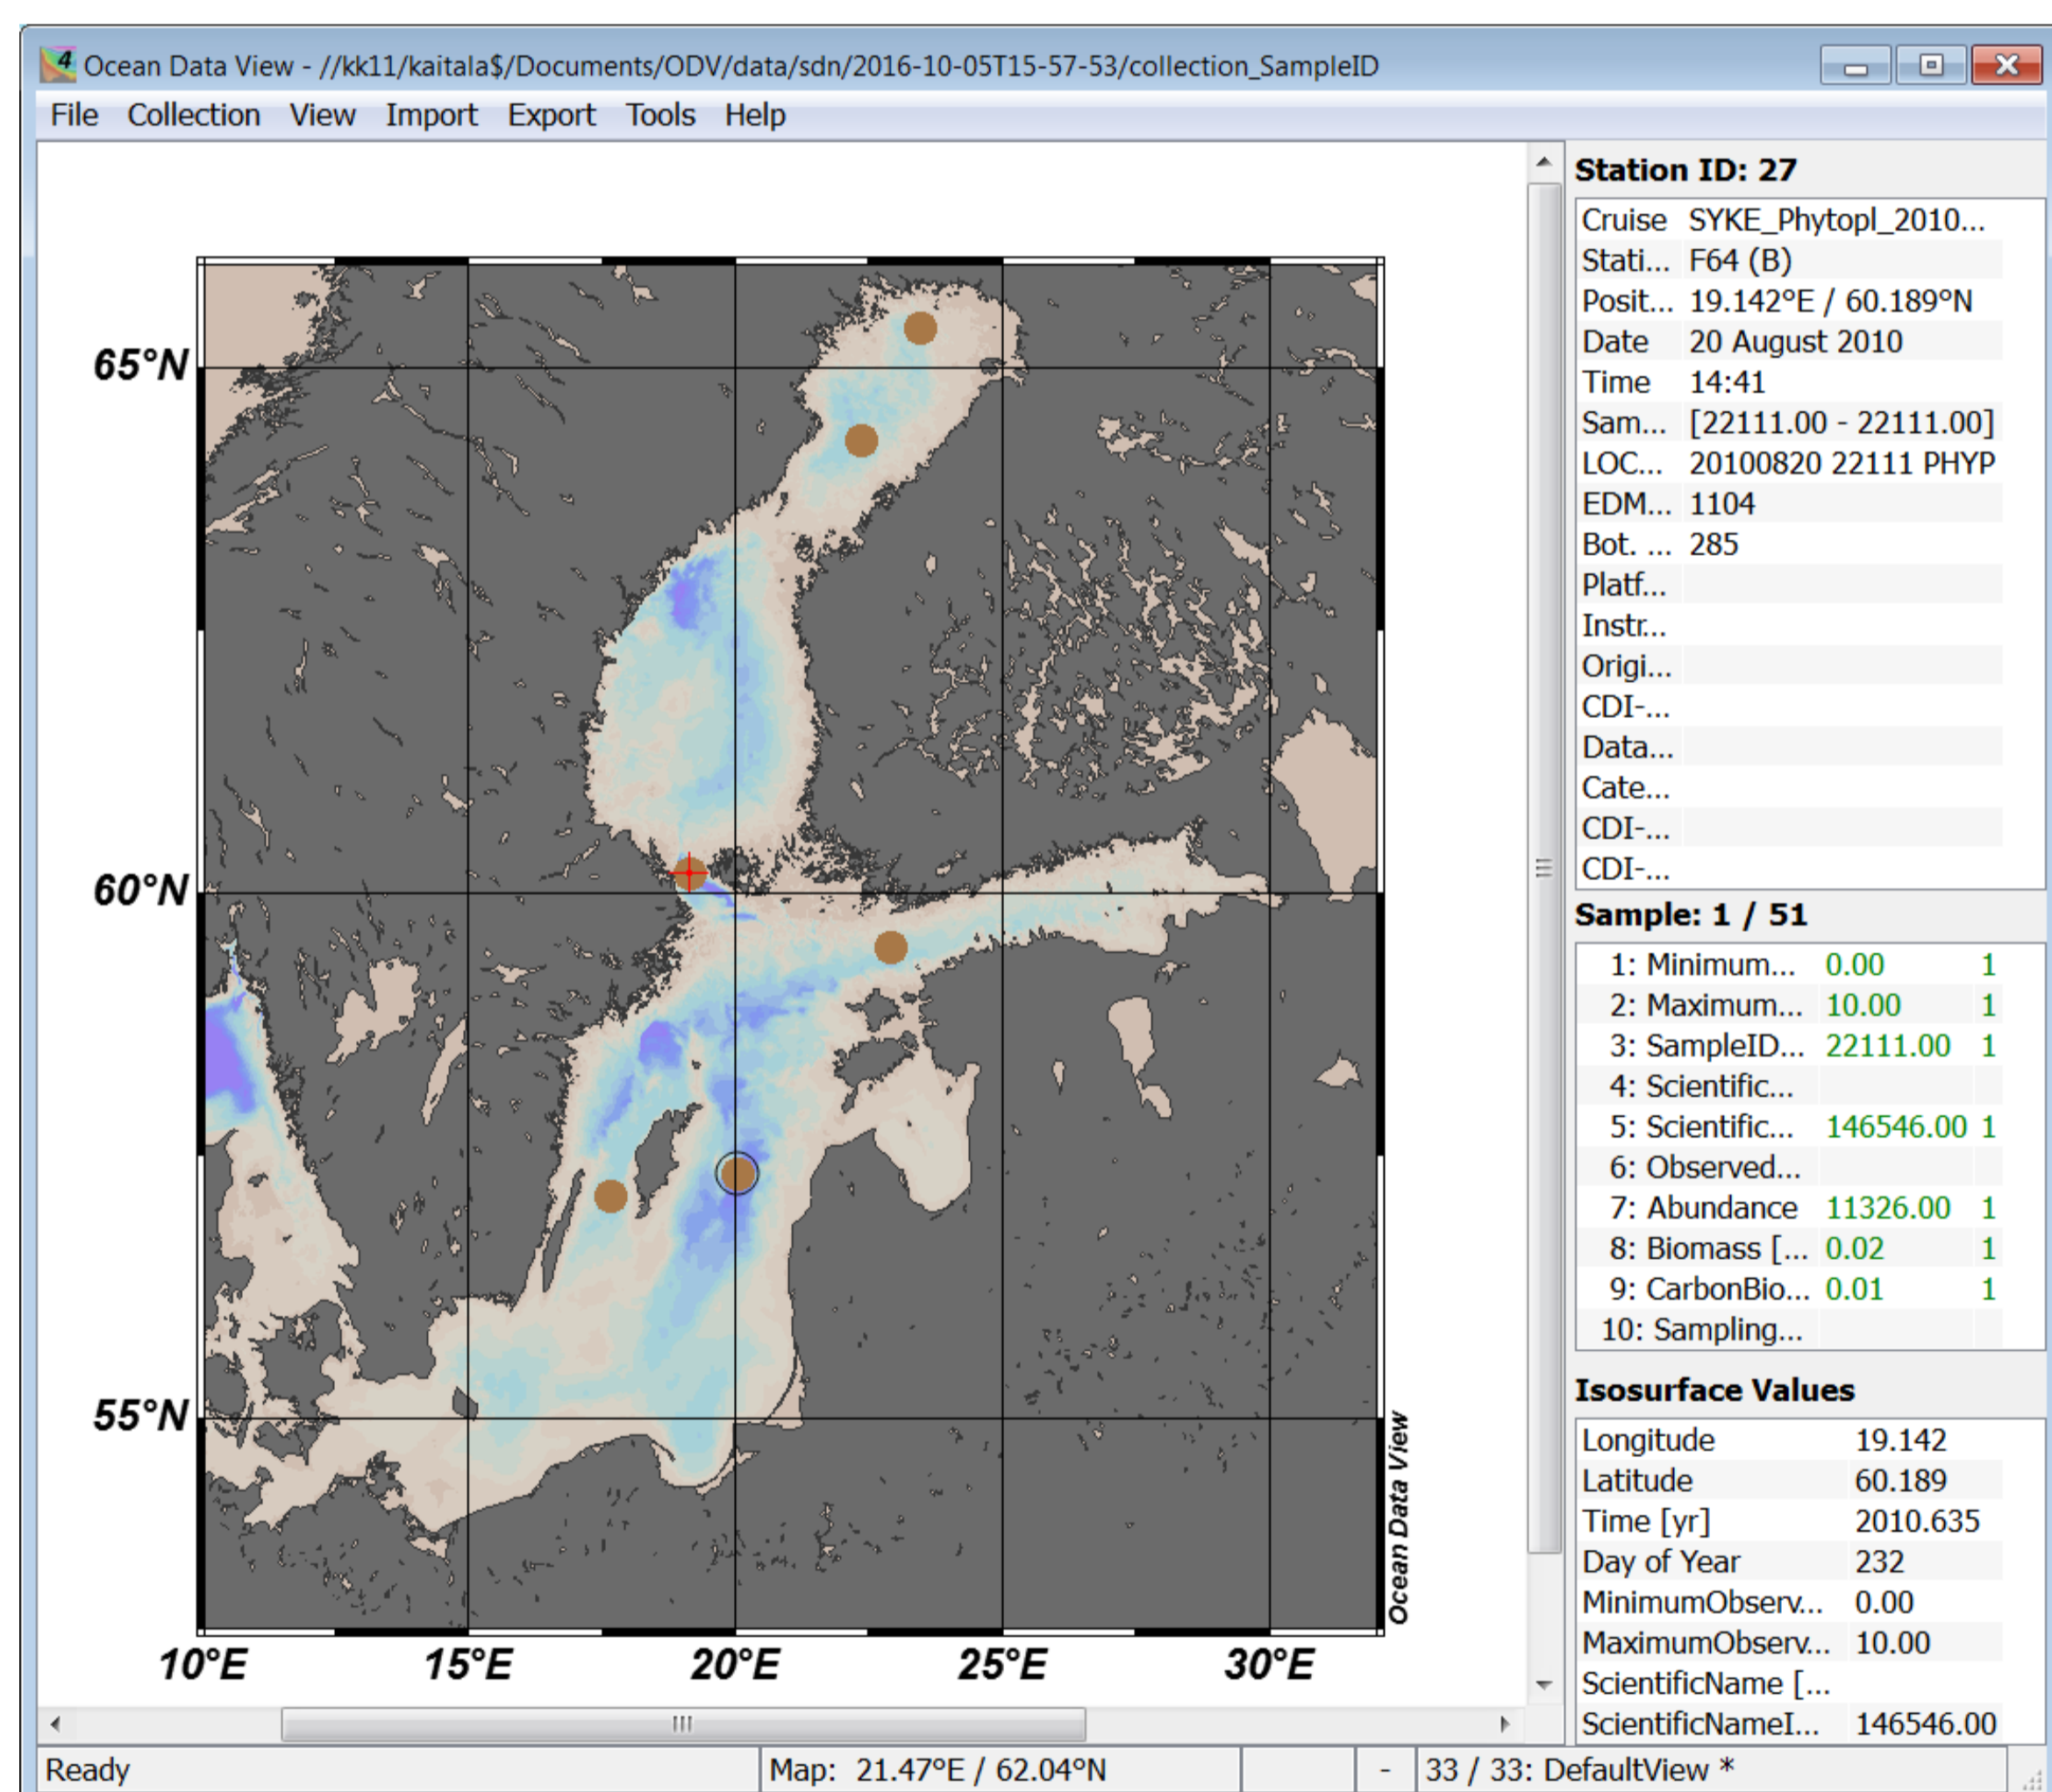 4 Ocean Data View - //kk11/kaitala$/Documents/ODV/data/sdn/2016-10-05T15-57-53/collection_SampleID
File Collection View Import Export Tools Help
65°N
60°N
55°N
10°E 15°E 20°E 25°E 30°E
Ocean Data View
Station ID: 27
Cruise SYKE_Phytopl_2010...
Stati... F64 (B)
Posit... 19.142°E / 60.189°N
Date 20 August 2010
Time 14:41
Sam... [22111.00 - 22111.00]
LOC... 20100820 22111 PHYP
EDM... 1104
Bot. ... 285
Platf...
Instr...
Origi...
CDI-...
Data...
Cate...
CDI-...
CDI-...
Sample: 1 / 51
1: Minimum... 0.00 1
2: Maximum... 10.00 1
3: SampleID... 22111.00 1
4: Scientific...
5: Scientific... 146546.00 1
6: Observed...
7: Abundance 11326.00 1
8: Biomass [... 0.02 1
9: CarbonBio... 0.01 1
10: Sampling...
Isosurface Values
Longitude 19.142
Latitude 60.189
Time [yr] 2010.635
Day of Year 232
MinimumObserv... 0.00
MaximumObserv... 10.00
ScientificName [...
ScientificNameI... 146546.00
Ready Map: 21.47°E / 62.04°N - 33 / 33: DefaultView *